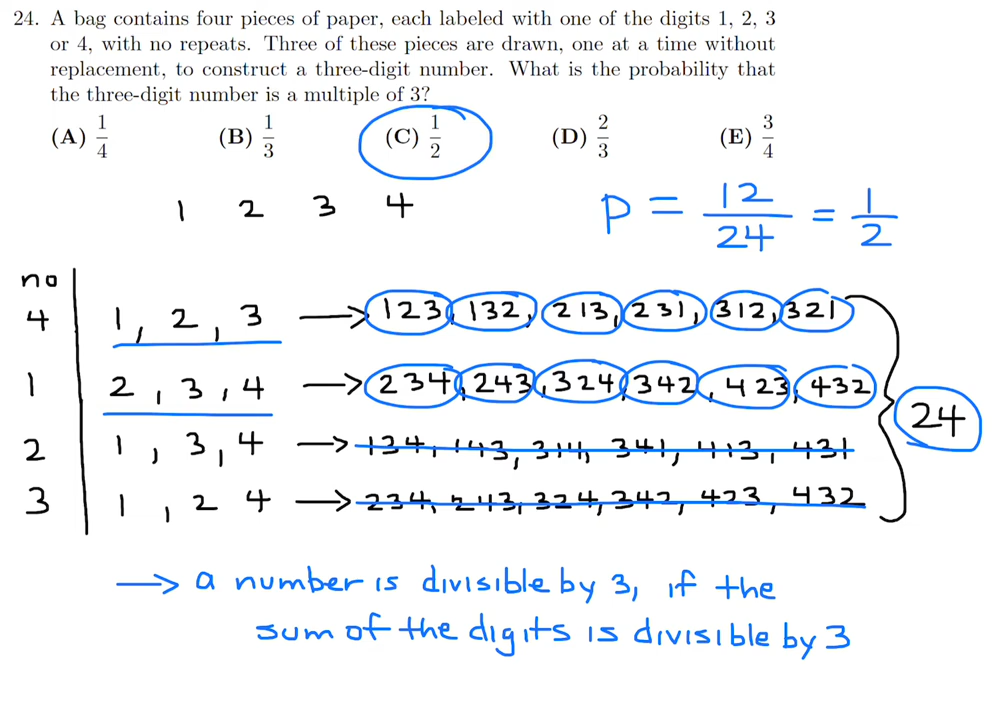 24. A bag contains four pieces of paper, each labeled with one of the digits 1, 2, 3
or 4, with no repeats. Three of these pieces are drawn, one at a time without
replacement, to construct a three-digit number. What is the probability that
the three-digit number is a multiple of 3?
(A) 1/4 (B) 1/3 (C) 1/2 (D) 2/3 (E) 3/4
1 2 3 4
P = 12/24 = 1/2
no
4 1, 2, 3 → 123, 132, 213, 231, 312, 321
1 2, 3, 4 → 234, 243, 324, 342, 423, 432
24
2 1, 3, 4 → 134, 143, 314, 341, 413, 431
3 1, 2 4 → 234, 243, 324, 342, 423, 432
→ a number is divisible by 3, if the
sum of the digits is divisible by 3